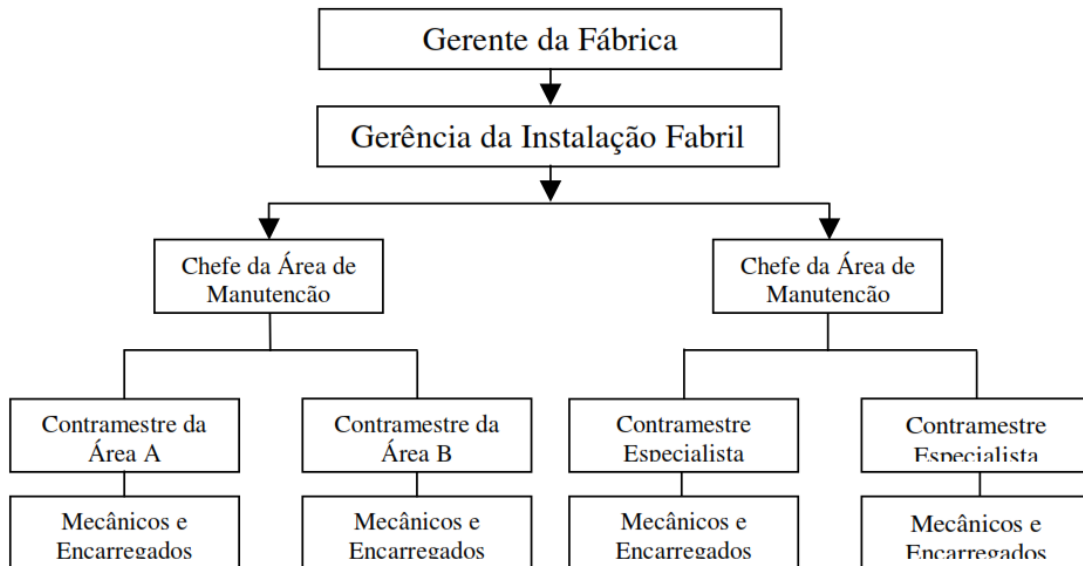 Gerente da Fábrica
Gerência da Instalação Fabril
Chefe da Área de
Manutenção
Chefe da Área de
Manutenção
Contramestre da
Área A
Contramestre da
Área B
Contramestre
Especialista
Contramestre
Especialista
Mecânicos e
Encarregados
Mecânicos e
Encarregados
Mecânicos e
Encarregados
Mecânicos e
Encarregados